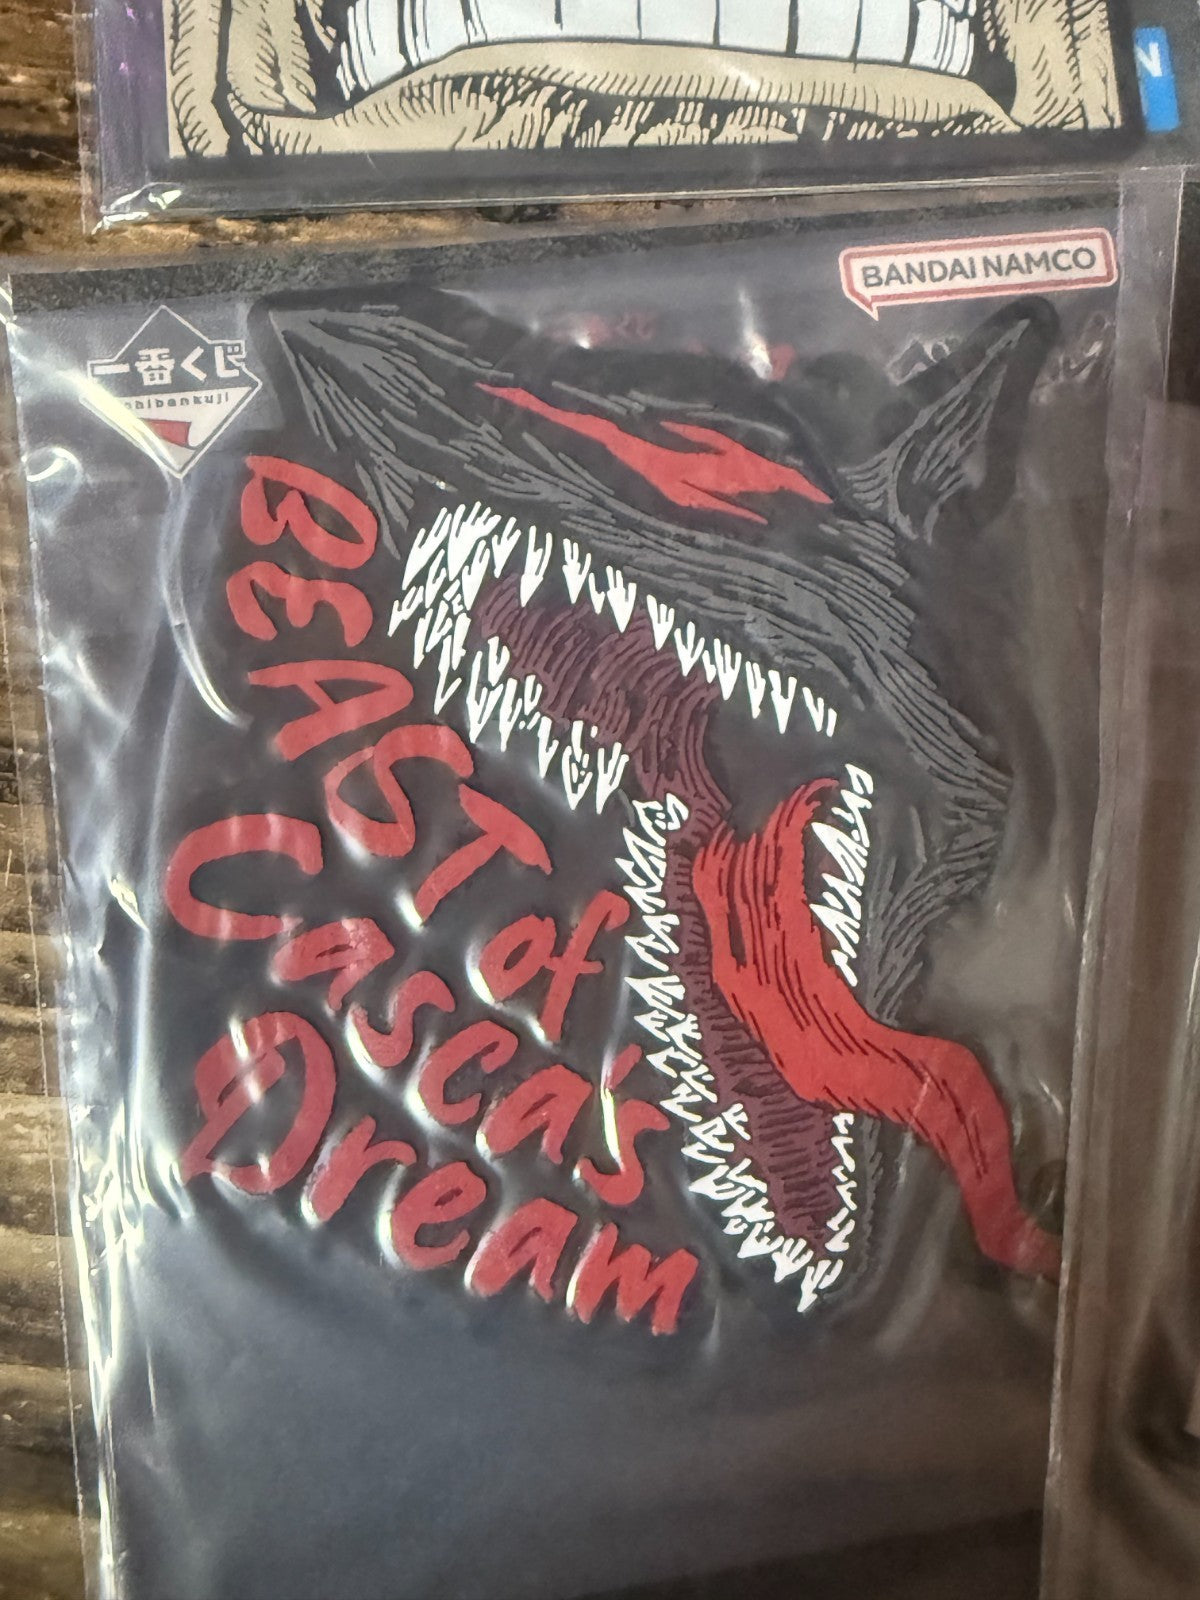 BANDAI NAMCO
一番くじ
ichibankuji
BEAST of
Casca's
Dream